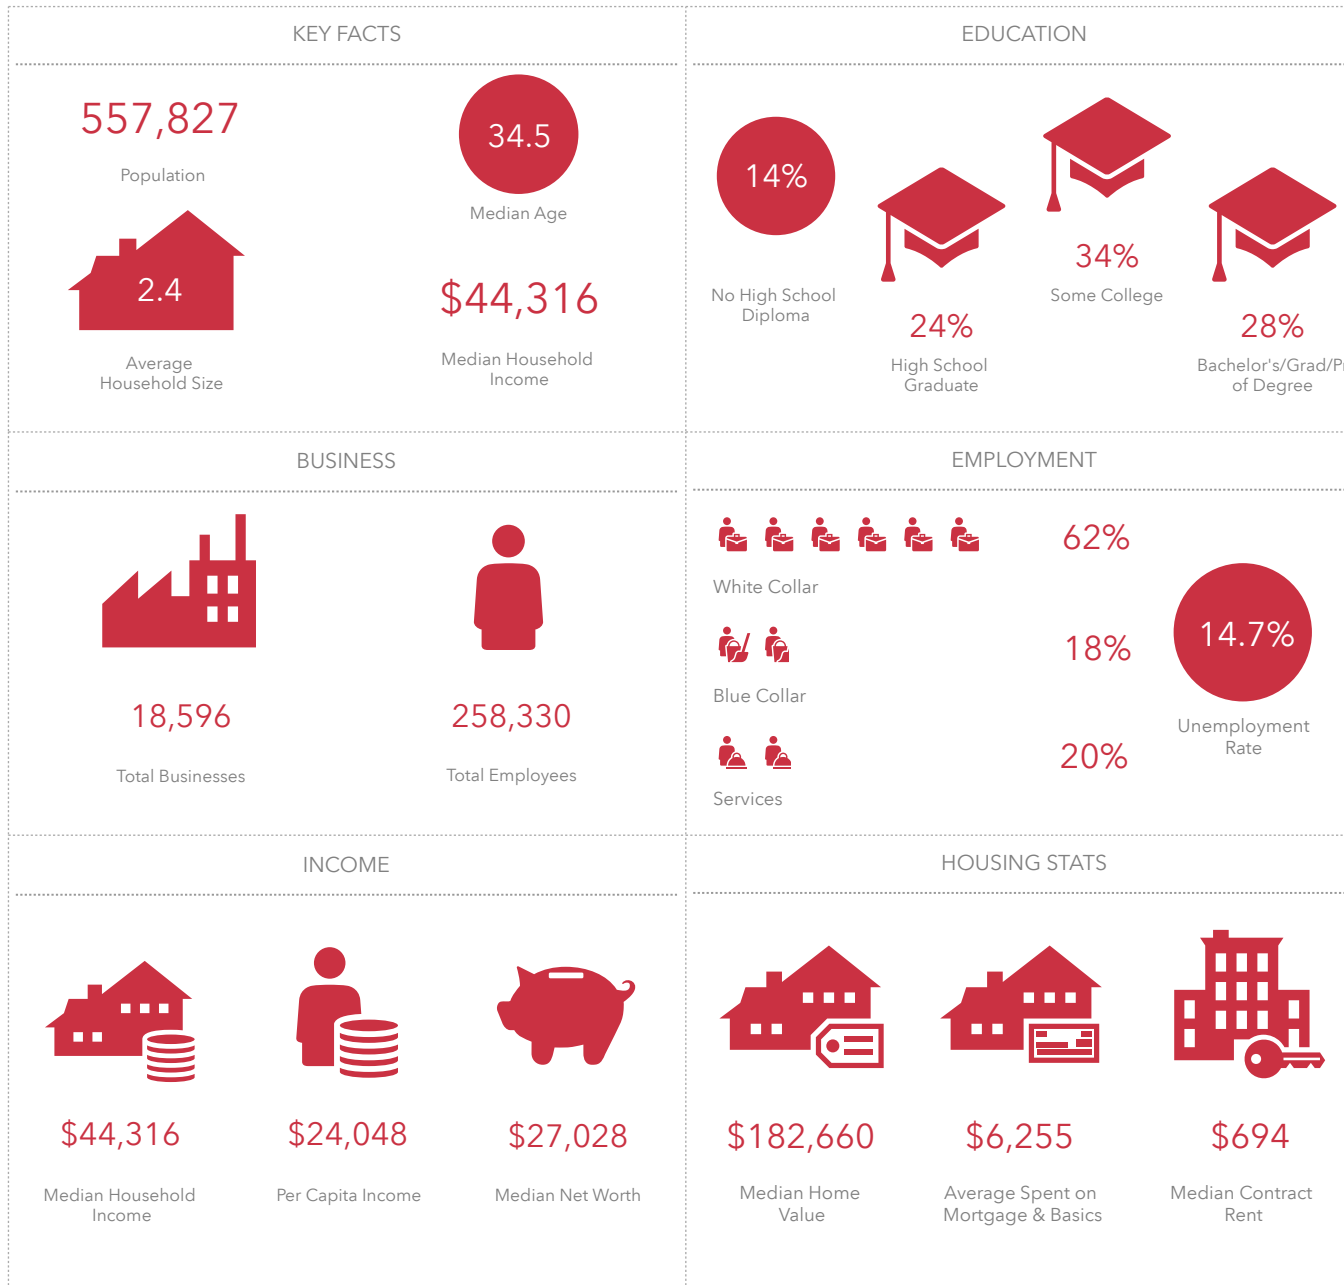 KEY FACTS
557,827
Population
34.5
Median Age
2.4
Average
Household Size
$44,316
Median Household
Income
EDUCATION
14%
No High School
Diploma
24%
High School
Graduate
34%
Some College
28%
Bachelor's/Grad/Pr
of Degree
BUSINESS
18,596
Total Businesses
258,330
Total Employees
EMPLOYMENT
62%
White Collar
18%
Blue Collar
20%
Services
14.7%
Unemployment
Rate
INCOME
$44,316
Median Household
Income
$24,048
Per Capita Income
$27,028
Median Net Worth
HOUSING STATS
$182,660
Median Home
Value
$6,255
Average Spent on
Mortgage & Basics
$694
Median Contract
Rent